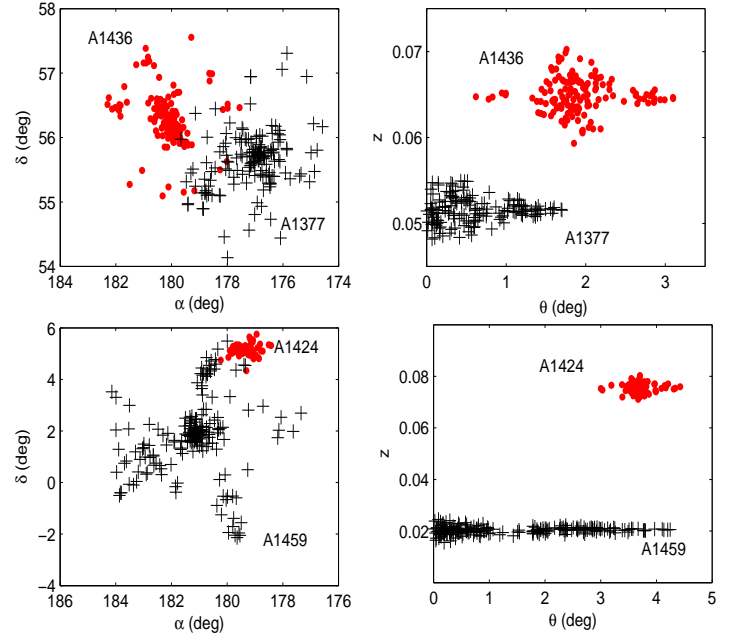 58
57
56
55
54
δ (deg)
A1436
A1377
184
182
180
178
176
174
α (deg)
0.07
0.06
0.05
z
A1436
A1377
0
1
2
3
θ (deg)
6
4
2
0
−2
−4
δ (deg)
A1424
A1459
186
184
182
180
178
176
α (deg)
0.08
0.06
0.04
0.02
0
z
A1424
A1459
0
1
2
3
4
5
θ (deg)